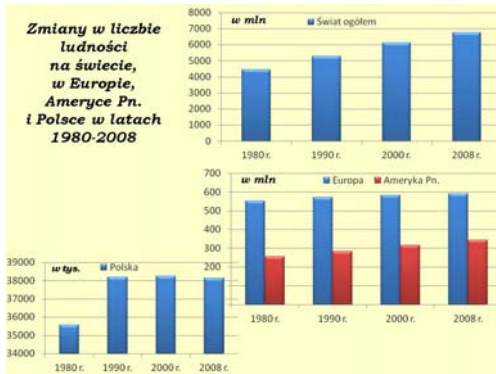 Zmiany w liczbie
ludności
na świecie,
w Europie,
Ameryce Pn.
i Polsce w latach
1980-2008
w mln
Świat ogółem
8000
7000
6000
5000
4000
3000
2000
1000
0
1980 r. 1990 r. 2000 r. 2008 r.
w mln
Europa Ameryka Pn.
700
600
500
400
300
200
1980 r. 1990 r. 2000 r. 2008 r.
w tys.
Polska
39000
38000
37000
36000
35000
34000
1980 r. 1990 r. 2000 r. 2008 r.